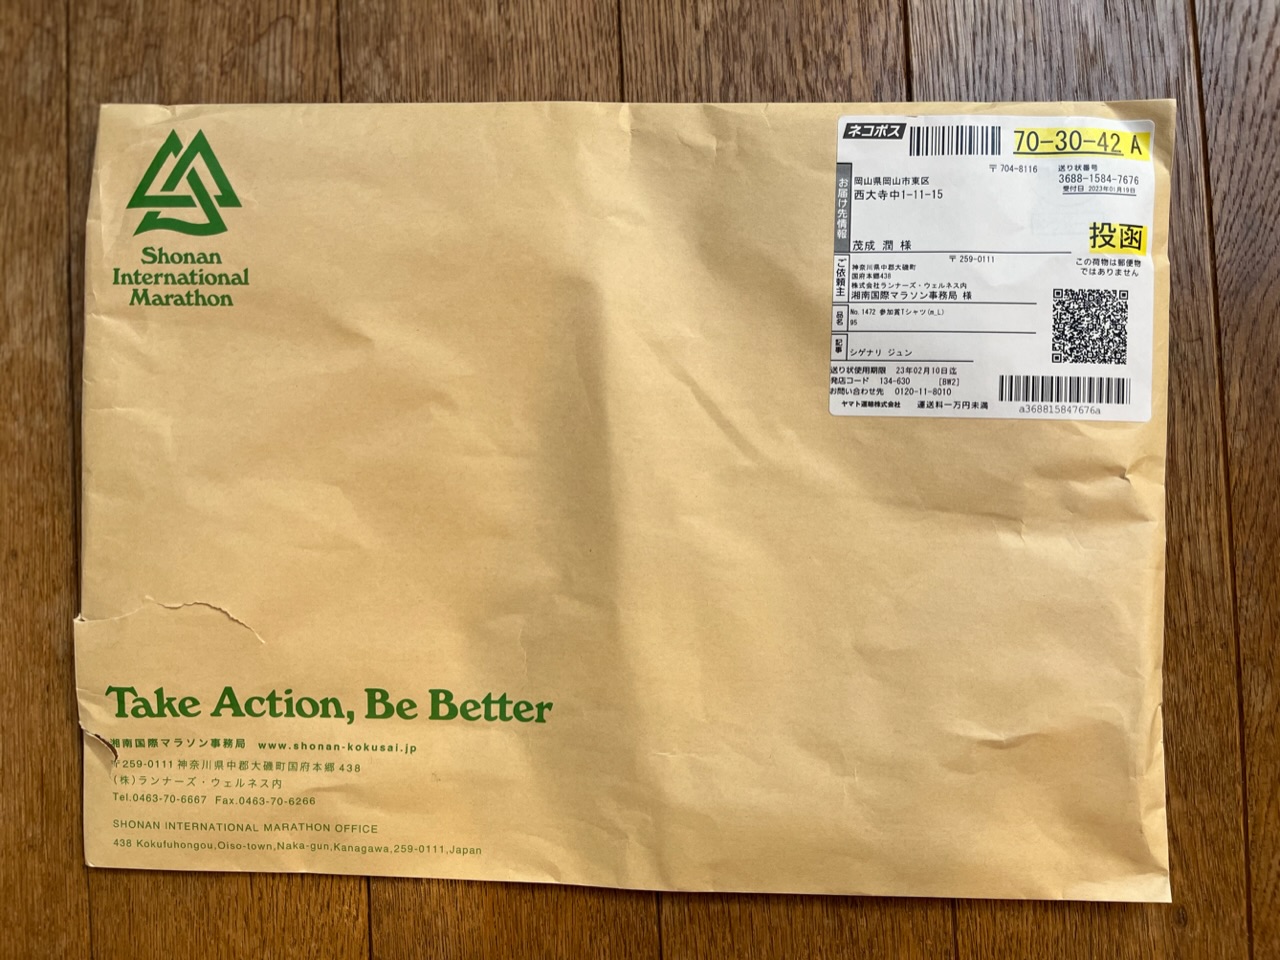 Shonan
International
Marathon
ネコポス
70-30-42 A
〒704-8116
送り状番号
3688-1584-7676
受付日 2023年01月19日
お届け先情報
岡山県岡山市東区
西大寺中1-11-15
茂成 潤 様
投函
この荷物は郵便物
ではありません
ご依頼主
〒259-0111
神奈川県中郡大磯町
国府本郷438
株式会社ランナーズ・ウェルネス内
湘南国際マラソン事務局 様
品名
No.1472 参加賞Tシャツ(m_L)
95
記事
シゲナリ ジュン
送り状使用期限 23年02月10日迄
発店コード 134-630 [BW2]
お問い合わせ先 0120-11-8010
ヤマト運輸株式会社 運送料一万円未満
a368815847676a
Take Action, Be Better
湘南国際マラソン事務局 www.shonan-kokusai.jp
〒259-0111 神奈川県中郡大磯町国府本郷438
(株)ランナーズ・ウェルネス内
Tel.0463-70-6667 Fax.0463-70-6266
SHONAN INTERNATIONAL MARATHON OFFICE
438 Kokufuhongou,Oiso-town,Naka-gun,Kanagawa,259-0111,Japan